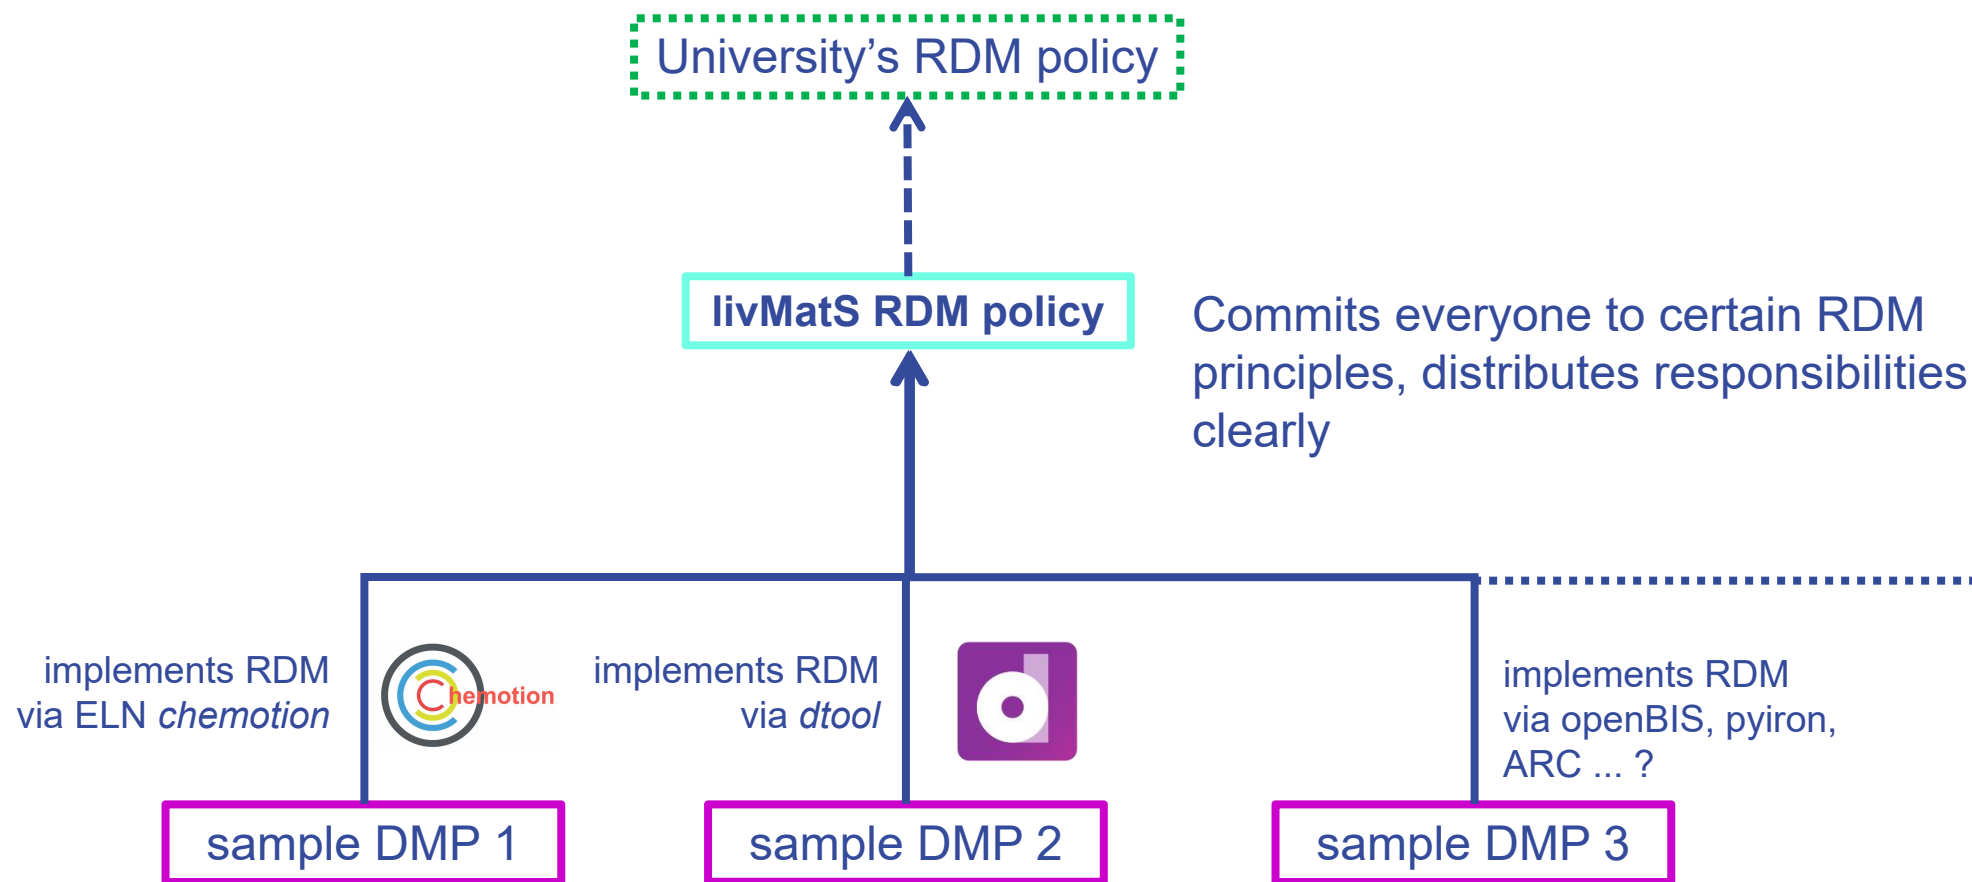 University’s RDM policy
livMatS RDM policy
Commits everyone to certain RDM
principles, distributes responsibilities
clearly
implements RDM
via ELN chemotion
hemotion
implements RDM
via dtool
implements RDM
via openBIS, pyiron,
ARC ... ?
sample DMP 1
sample DMP 2
sample DMP 3